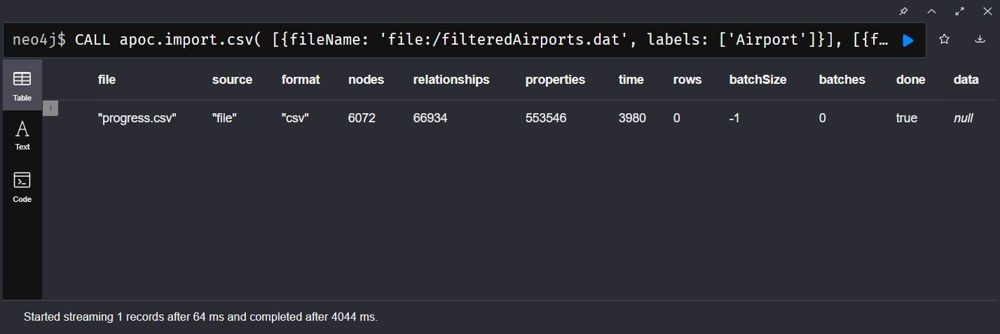 neo4j$ CALL apoc.import.csv( [{fileName: 'file:/filteredAirports.dat', labels: ['Airport']}], [{f…
Table
Text
Code
file source format nodes relationships properties time rows batchSize batches done data
1
"progress.csv" "file" "csv" 6072 66934 553546 3980 0 -1 0 true null
Started streaming 1 records after 64 ms and completed after 4044 ms.